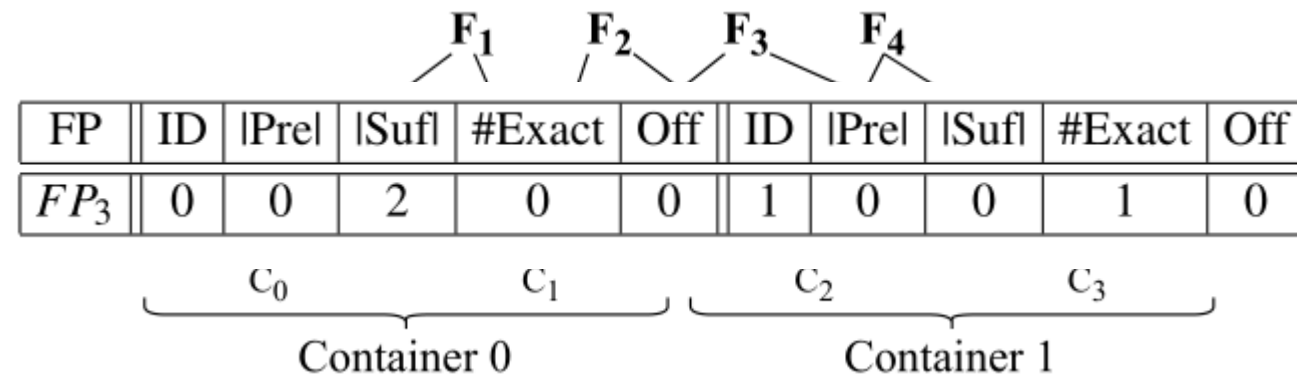 F1 F2 F3 F4
FP ID |Pre| |Suf| #Exact Off ID |Pre| |Suf| #Exact Off
FP3 0 0 2 0 0 1 0 0 1 0
C0 C1 C2 C3
Container 0 Container 1